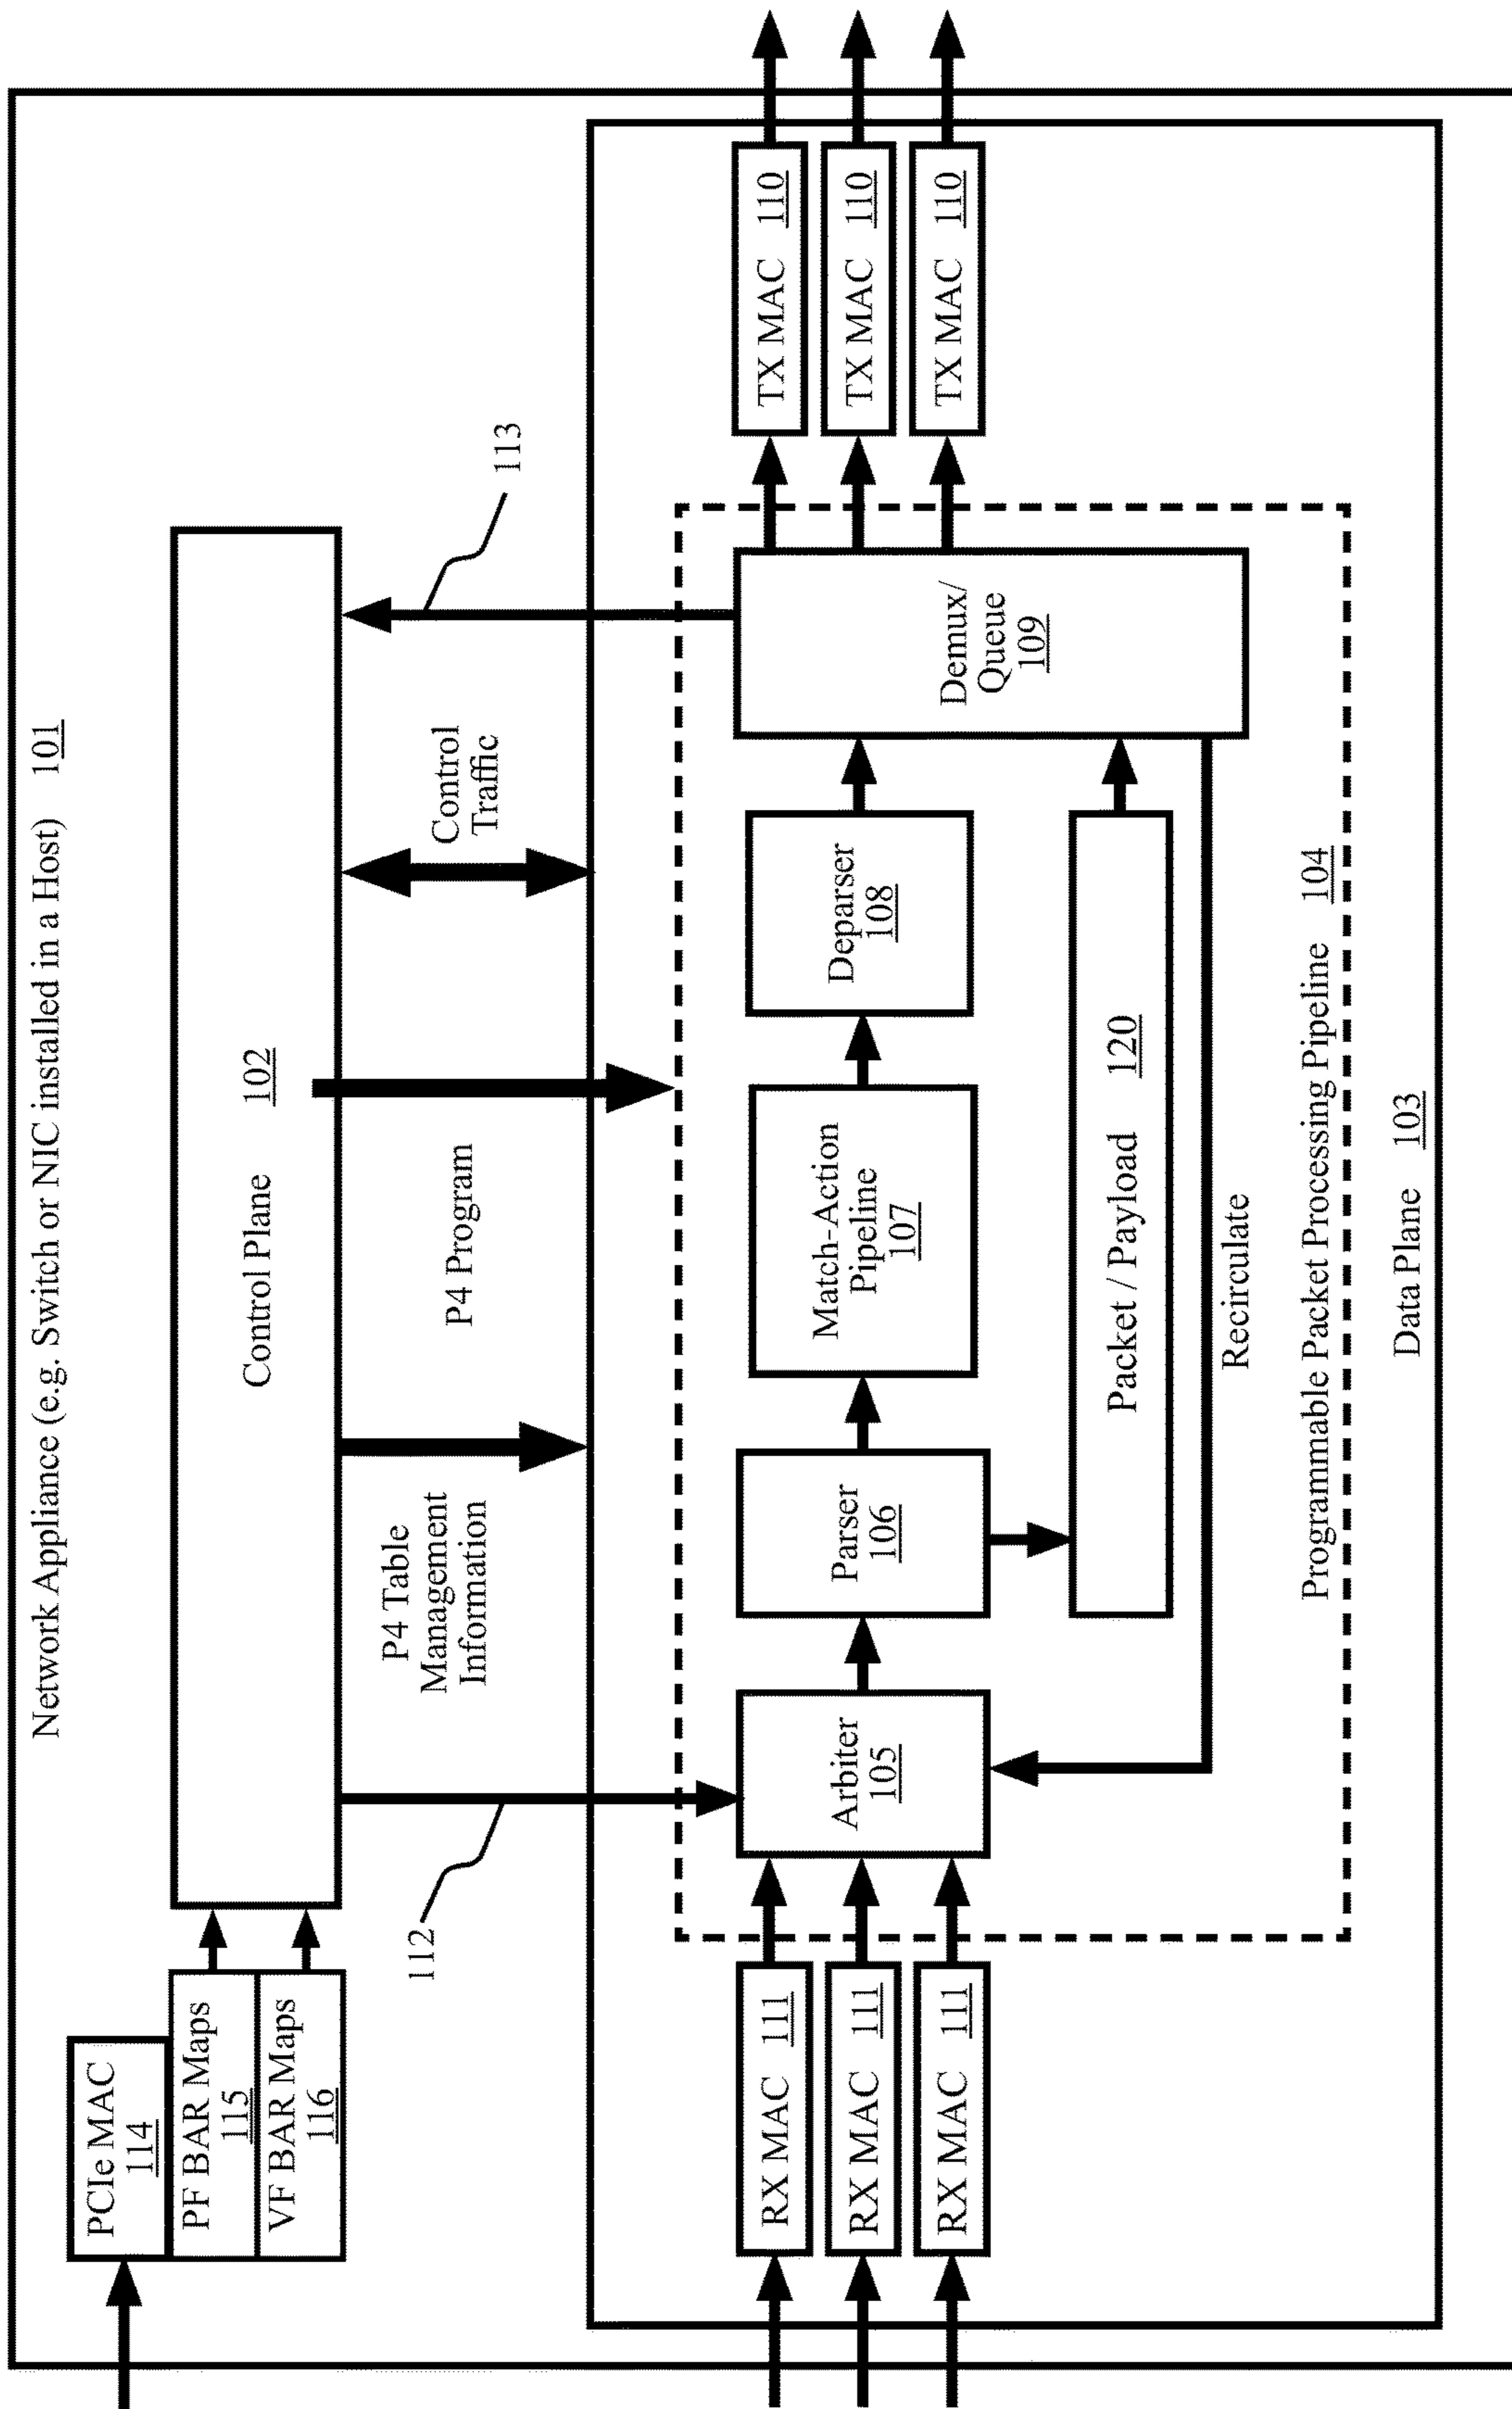 Network Appliance (e.g. Switch or NIC installed in a Host) 101
PCIe MAC
114
PF BAR Maps
115
VF BAR Maps
116
Control Plane 102
112
P4 Table
Management
Information
P4 Program
Control
Traffic
113
RX MAC 111
RX MAC 111
RX MAC 111
Arbiter
105
Parser
106
Match-Action
Pipeline
107
Deparser
108
Demux/
Queue
109
Packet / Payload 120
Recirculate
TX MAC 110
TX MAC 110
TX MAC 110
Programmable Packet Processing Pipeline 104
Data Plane 103